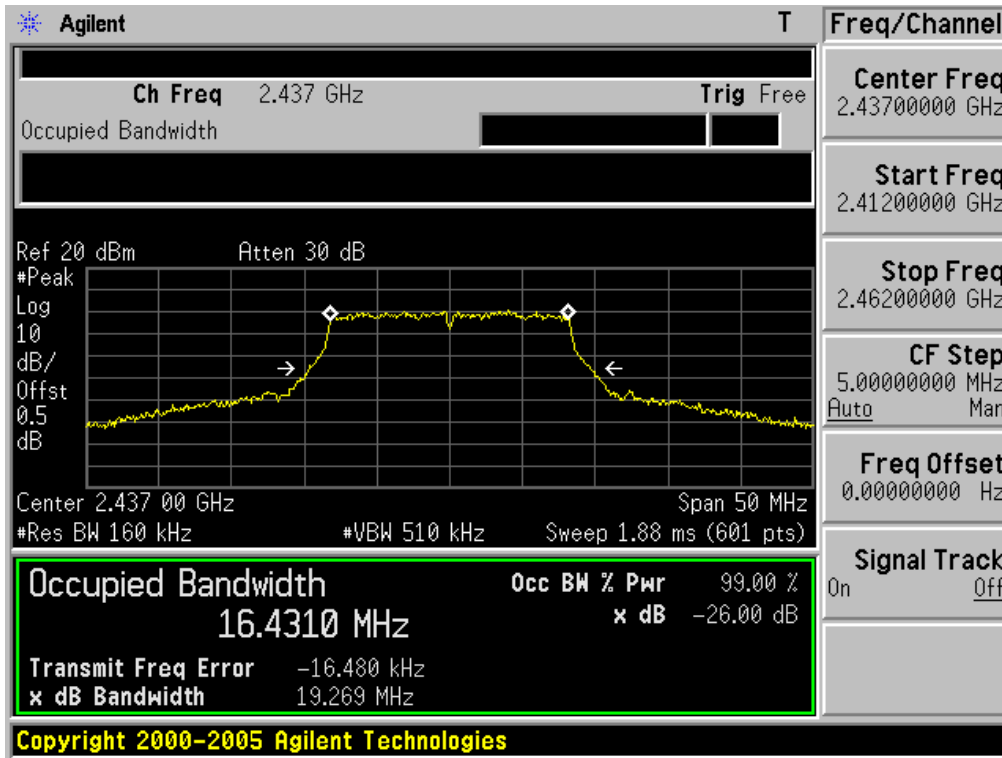 Agilent T
Freq/Channel
Ch Freq 2.437 GHz Trig Free
Occupied Bandwidth
Center Freq
2.43700000 GHz
Start Freq
2.41200000 GHz
Stop Freq
2.46200000 GHz
CF Step
5.00000000 MHz
Auto Man
Freq Offset
0.00000000 Hz
Signal Track
On Off
Ref 20 dBm Atten 30 dB
#Peak
Log
10
dB/
Offst
0.5
dB
Center 2.437 00 GHz Span 50 MHz
#Res BW 160 kHz #VBW 510 kHz Sweep 1.88 ms (601 pts)
Occupied Bandwidth Occ BW % Pwr 99.00 %
16.4310 MHz x dB -26.00 dB
Transmit Freq Error -16.480 kHz
x dB Bandwidth 19.269 MHz
Copyright 2000-2005 Agilent Technologies